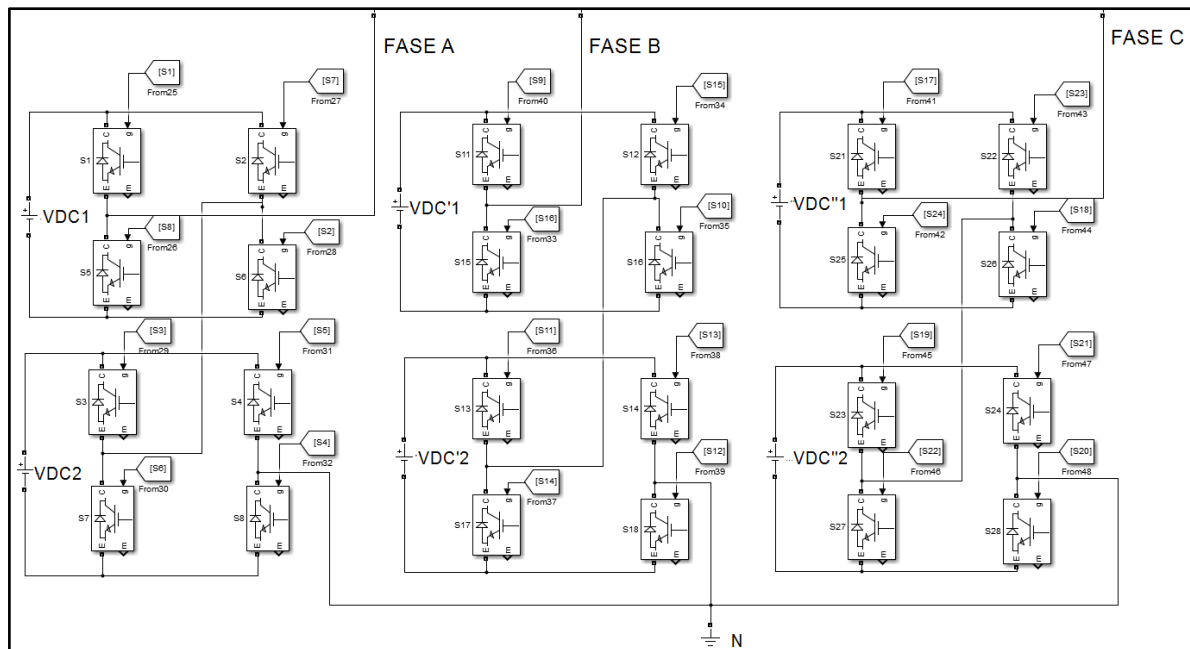 FASE A
FASE B
FASE C
[S1]
From25
[S7]
From27
[S9]
From40
[S15]
From34
[S17]
From41
[S23]
From43
C
g
S1
E
m
C
g
S2
E
m
C
g
S11
E
m
C
g
S12
E
m
C
g
S21
E
m
C
g
S22
E
m
+
VDC1
+
VDC'1
+
VDC"1
[S8]
From26
[S2]
From28
[S16]
From33
[S10]
From35
[S24]
From42
[S18]
From44
C
g
S5
E
m
C
g
S6
E
m
C
g
S15
E
m
C
g
S16
E
m
C
g
S25
E
m
C
g
S26
E
m
[S3]
From29
[S5]
From31
[S11]
From36
[S13]
From38
[S19]
From45
[S21]
From47
C
g
S3
E
m
C
g
S4
E
m
C
g
S13
E
m
C
g
S14
E
m
C
g
S23
E
m
C
g
S24
E
m
+
VDC2
+
VDC'2
+
VDC"2
[S6]
From30
[S4]
From32
[S14]
From37
[S12]
From39
[S22]
From46
[S20]
From48
C
g
S7
E
m
C
g
S8
E
m
C
g
S17
E
m
C
g
S18
E
m
C
g
S27
E
m
C
g
S28
E
m
N